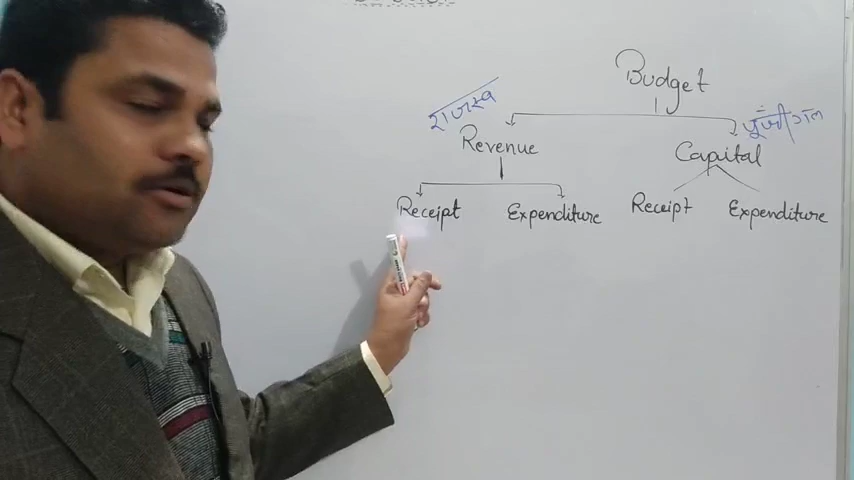 Budget
राजस्व
पूंजीगत
Revenue
Capital
Receipt Expenditure Receipt Expenditure